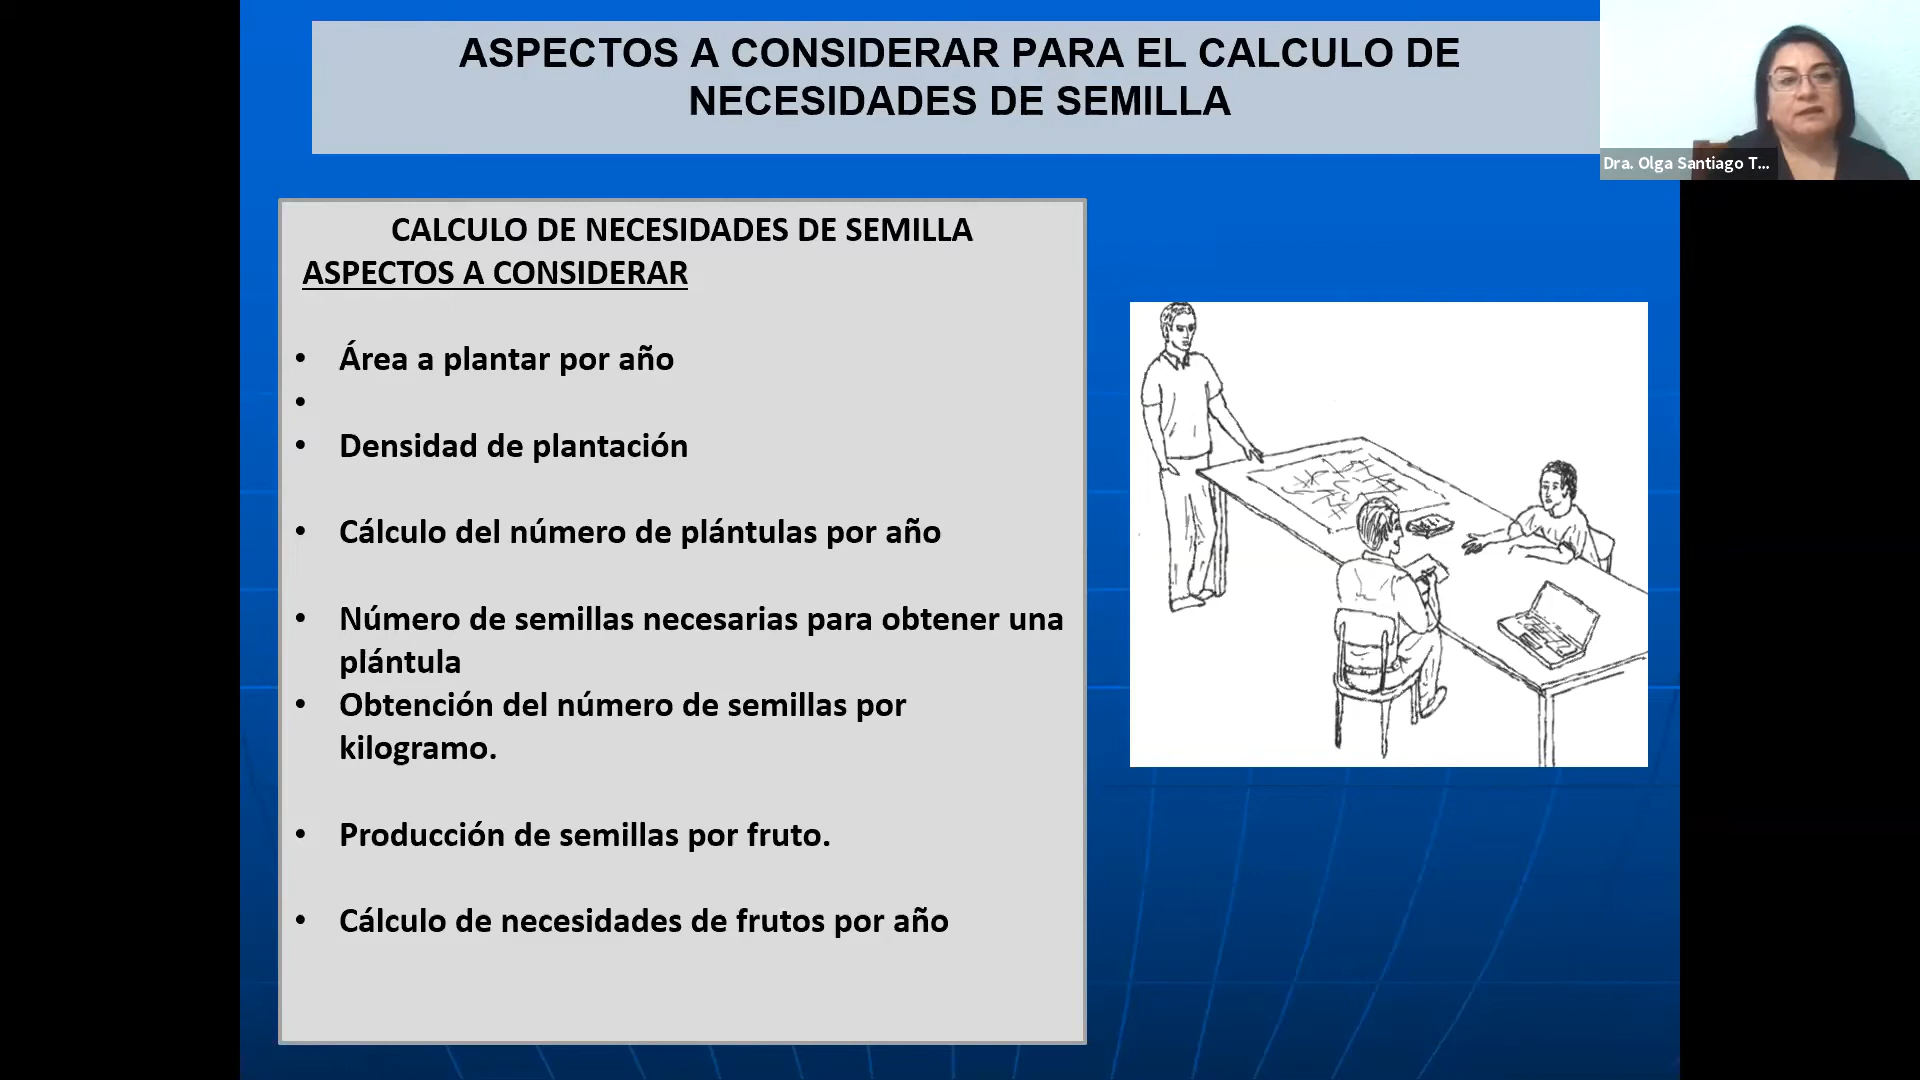 ASPECTOS A CONSIDERAR PARA EL CALCULO DE
NECESIDADES DE SEMILLA
Dra. Olga Santiago T...
CALCULO DE NECESIDADES DE SEMILLA
ASPECTOS A CONSIDERAR
• Área a plantar por año
•
• Densidad de plantación
• Cálculo del número de plántulas por año
• Número de semillas necesarias para obtener una
plántula
• Obtención del número de semillas por
kilogramo.
• Producción de semillas por fruto.
• Cálculo de necesidades de frutos por año